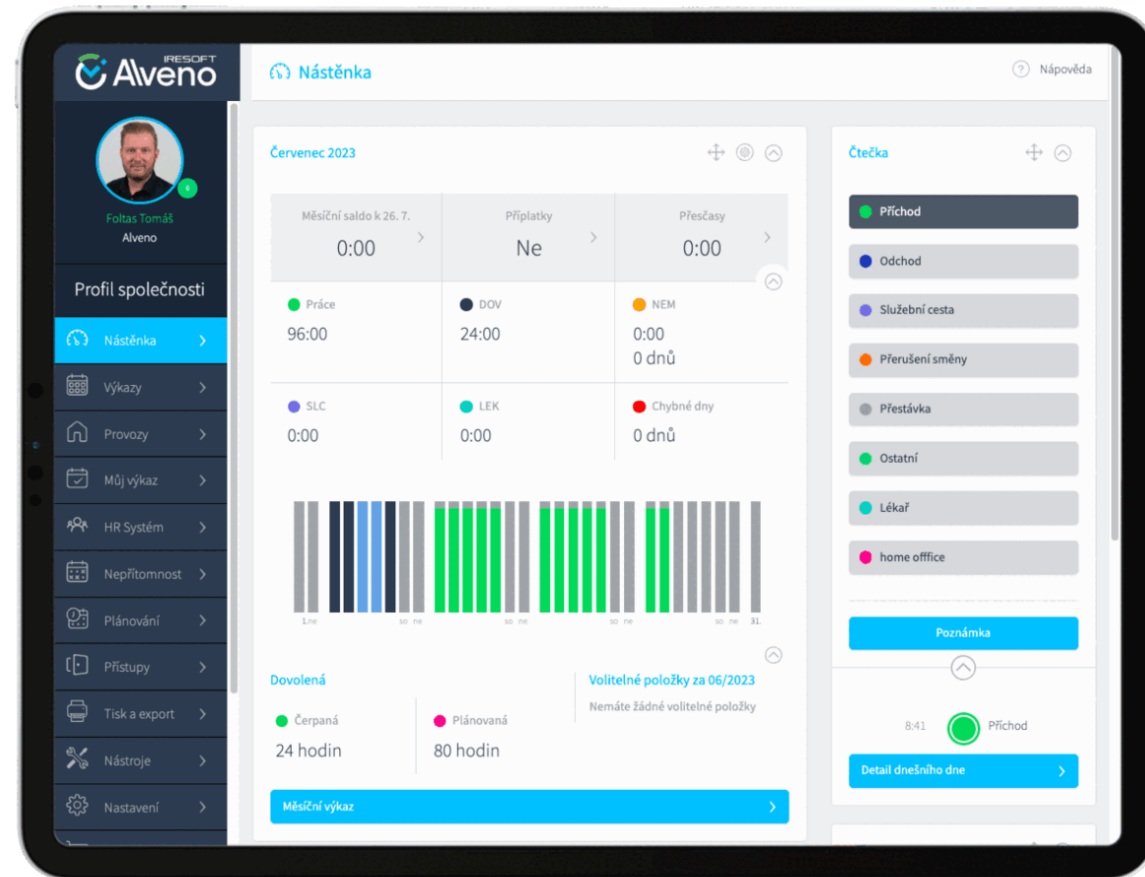 IRESOFT
Alveno
Foltas Tomáš
Alveno
Profil společnosti
Nástěnka
Výkazy
Provozy
Můj výkaz
HR Systém
Nepřítomnost
Plánování
Přístupy
Tisk a export
Nástroje
Nastavení
Nástěnka
? Nápověda
Červenec 2023
Měsíční saldo k 26. 7.
0:00
Příplatky
Ne
Přesčasy
0:00
Práce
96:00
DOV
24:00
NEM
0:00
0 dnů
SLC
0:00
LEK
0:00
Chybné dny
0 dnů
1.ne so ne so ne so ne so ne 31.
Dovolená
Čerpaná
24 hodin
Plánovaná
80 hodin
Volitelné položky za 06/2023
Nemáte žádné volitelné položky
Měsíční výkaz
Čtečka
Příchod
Odchod
Služební cesta
Přerušení směny
Přestávka
Ostatní
Lékař
home offfice
Poznámka
8:41 Příchod
Detail dnešního dne